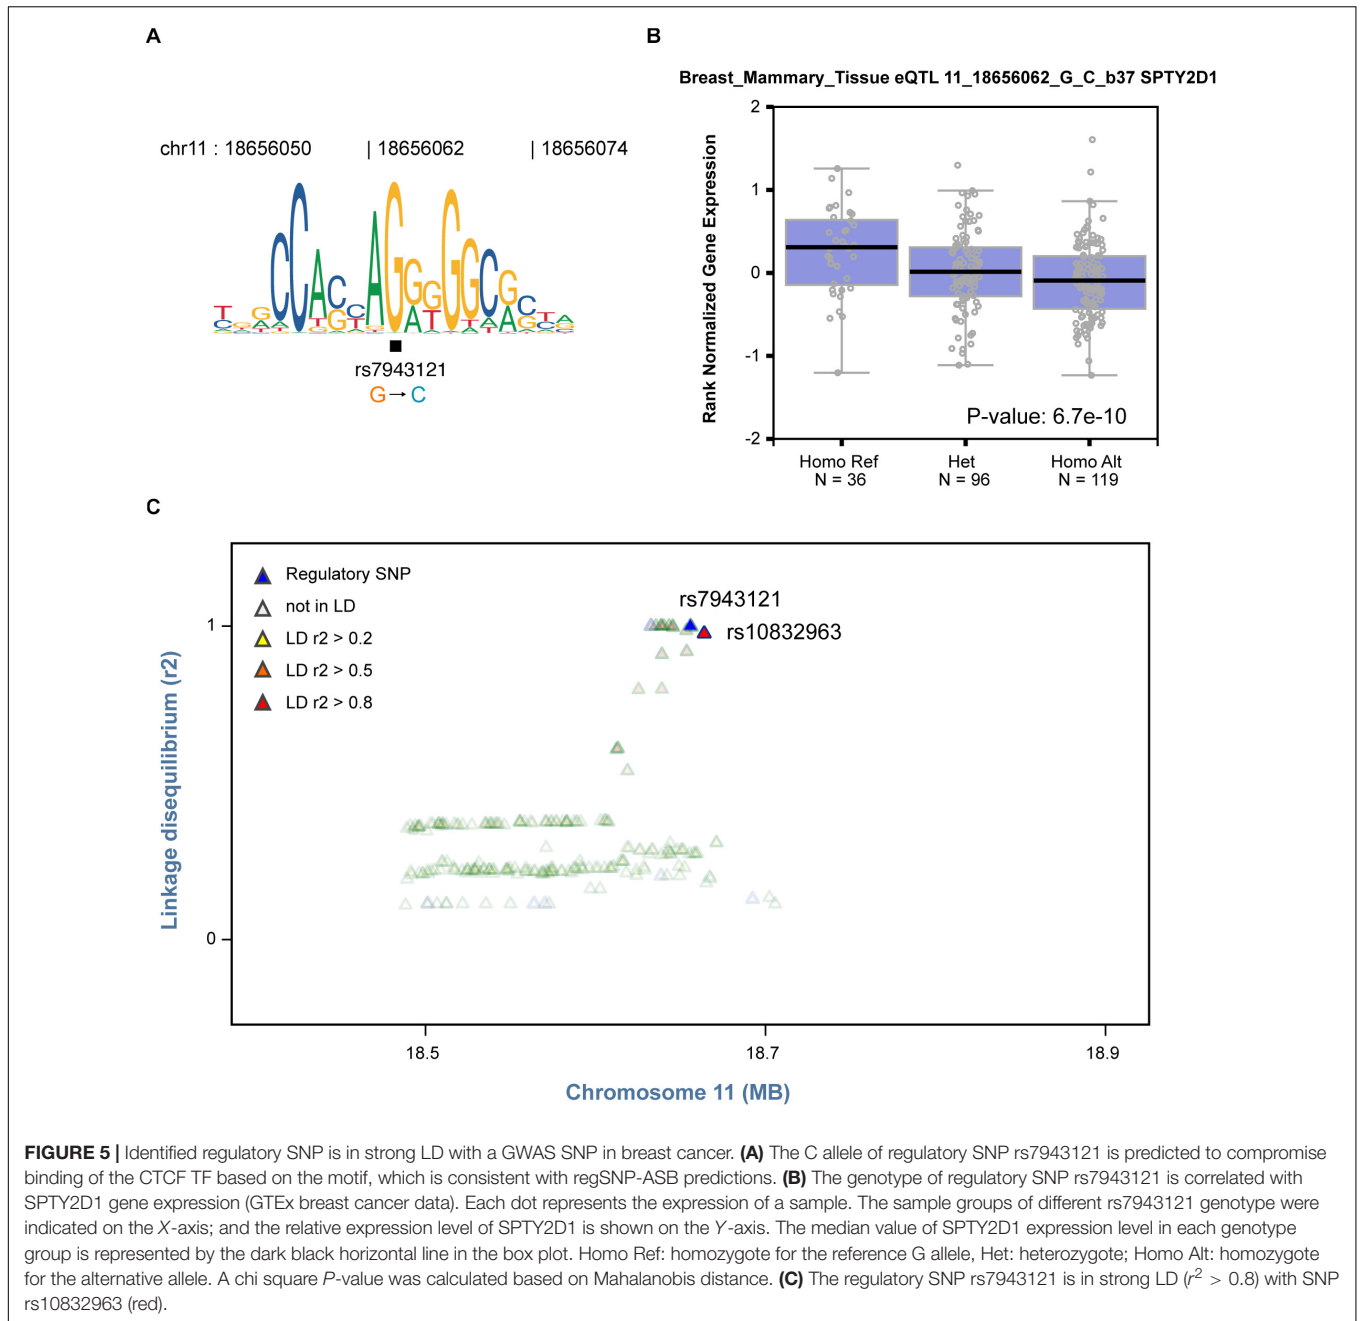 A
B
Breast_Mammary_Tissue eQTL 11_18656062_G_C_b37 SPTY2D1
chr11 : 18656050 | 18656062 | 18656074
rs7943121
G → C
Rank Normalized Gene Expression
2
1
0
-1
-2
P-value: 6.7e-10
Homo Ref
N = 36
Het
N = 96
Homo Alt
N = 119
C
Regulatory SNP
not in LD
LD r2 > 0.2
LD r2 > 0.5
LD r2 > 0.8
rs7943121
rs10832963
Linkage disequilibrium (r2)
1
0
18.5
18.7
18.9
Chromosome 11 (MB)
FIGURE 5 | Identified regulatory SNP is in strong LD with a GWAS SNP in breast cancer. (A) The C allele of regulatory SNP rs7943121 is predicted to compromise
binding of the CTCF TF based on the motif, which is consistent with regSNP-ASB predictions. (B) The genotype of regulatory SNP rs7943121 is correlated with
SPTY2D1 gene expression (GTEx breast cancer data). Each dot represents the expression of a sample. The sample groups of different rs7943121 genotype were
indicated on the X-axis; and the relative expression level of SPTY2D1 is shown on the Y-axis. The median value of SPTY2D1 expression level in each genotype
group is represented by the dark black horizontal line in the box plot. Homo Ref: homozygote for the reference G allele, Het: heterozygote; Homo Alt: homozygote
for the alternative allele. A chi square P-value was calculated based on Mahalanobis distance. (C) The regulatory SNP rs7943121 is in strong LD (r² > 0.8) with SNP
rs10832963 (red).